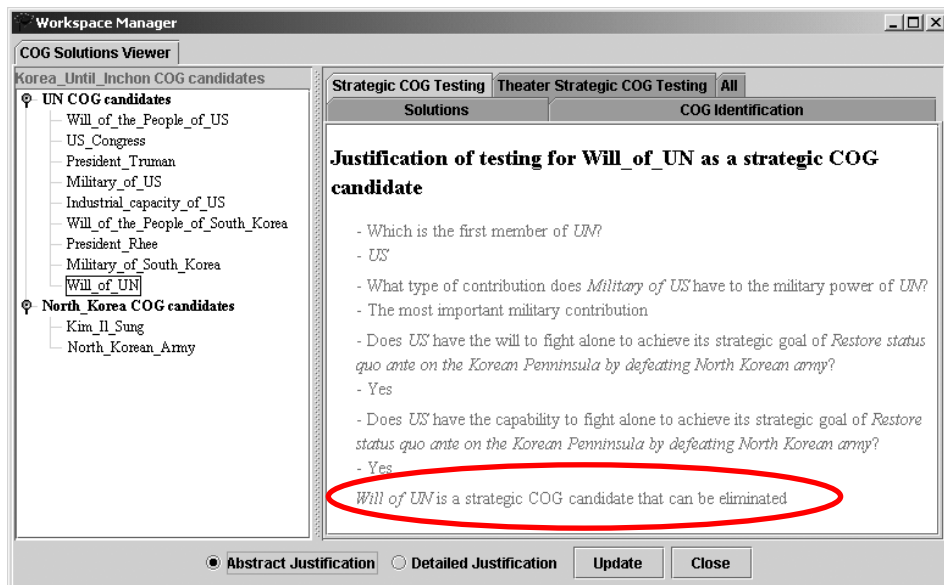 Workspace Manager
COG Solutions Viewer
Korea_Until_Inchon COG candidates
UN COG candidates
Will_of_the_People_of_US
US_Congress
President_Truman
Military_of_US
Industrial_capacity_of_US
Will_of_the_People_of_South_Korea
President_Rhee
Military_of_South_Korea
Will_of_UN
North_Korea COG candidates
Kim_Il_Sung
North_Korean_Army
Strategic COG Testing Theater Strategic COG Testing All
Solutions COG Identification
Justification of testing for Will_of_UN as a strategic COG
candidate
- Which is the first member of UN?
- US
- What type of contribution does Military of US have to the military power of UN?
- The most important military contribution
- Does US have the will to fight alone to achieve its strategic goal of Restore status
quo ante on the Korean Penninsula by defeating North Korean army?
- Yes
- Does US have the capability to fight alone to achieve its strategic goal of Restore
status quo ante on the Korean Penninsula by defeating North Korean army?
- Yes
Will of UN is a strategic COG candidate that can be eliminated
Abstract Justification Detailed Justification Update Close